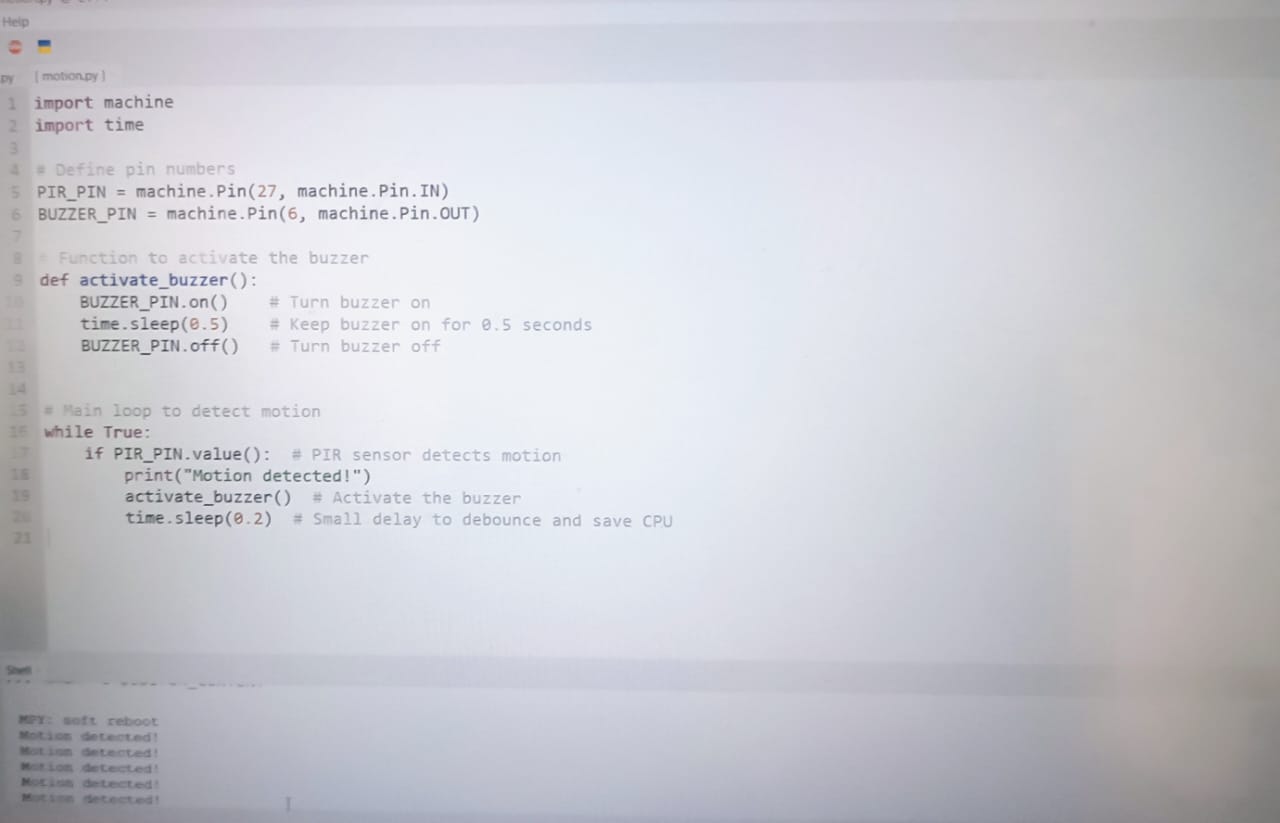 Help
py [ motion.py ]
1 import machine
2 import time
3
4 # Define pin numbers
5 PIR_PIN = machine.Pin(27, machine.Pin.IN)
6 BUZZER_PIN = machine.Pin(6, machine.Pin.OUT)
7
8 # Function to activate the buzzer
9 def activate_buzzer():
10 BUZZER_PIN.on() # Turn buzzer on
11 time.sleep(0.5) # Keep buzzer on for 0.5 seconds
12 BUZZER_PIN.off() # Turn buzzer off
13
14
15 # Main loop to detect motion
16 while True:
17 if PIR_PIN.value(): # PIR sensor detects motion
18 print("Motion detected!")
19 activate_buzzer() # Activate the buzzer
20 time.sleep(0.2) # Small delay to debounce and save CPU
21
Shell
MPY: soft reboot
Motion detected!
Motion detected!
Motion detected!
Motion detected!
Motion detected!